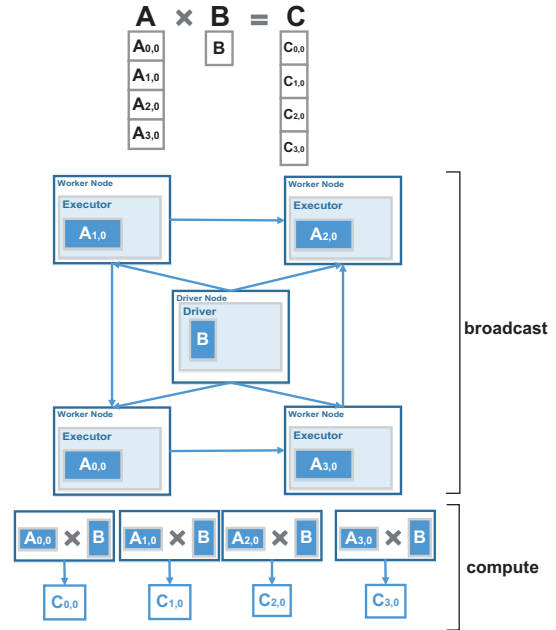 A × B = C
A0,0 B C0,0
A1,0 C1,0
A2,0 C2,0
A3,0 C3,0
Worker Node Worker Node
Executor Executor
A1,0 A2,0
Driver Node
Driver
B
broadcast
Worker Node Worker Node
Executor Executor
A0,0 A3,0
A0,0 × B A1,0 × B A2,0 × B A3,0 × B
compute
C0,0 C1,0 C2,0 C3,0